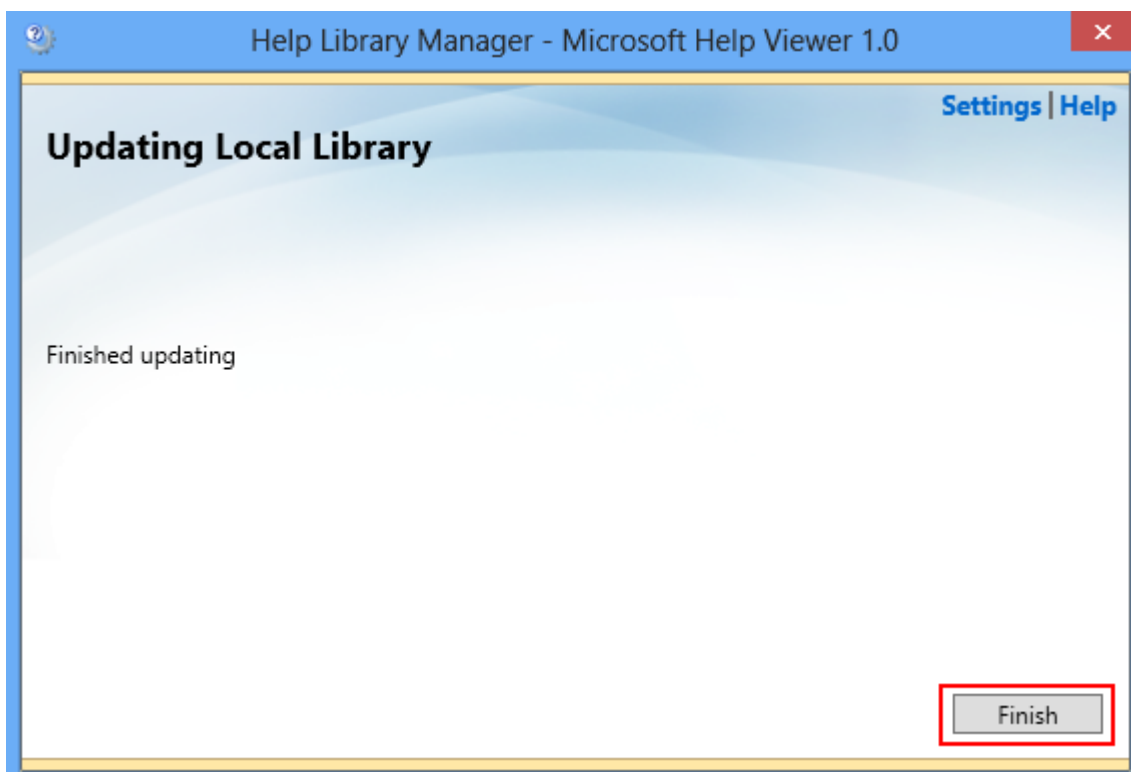 Help Library Manager - Microsoft Help Viewer 1.0
Settings | Help
Updating Local Library
Finished updating
Finish